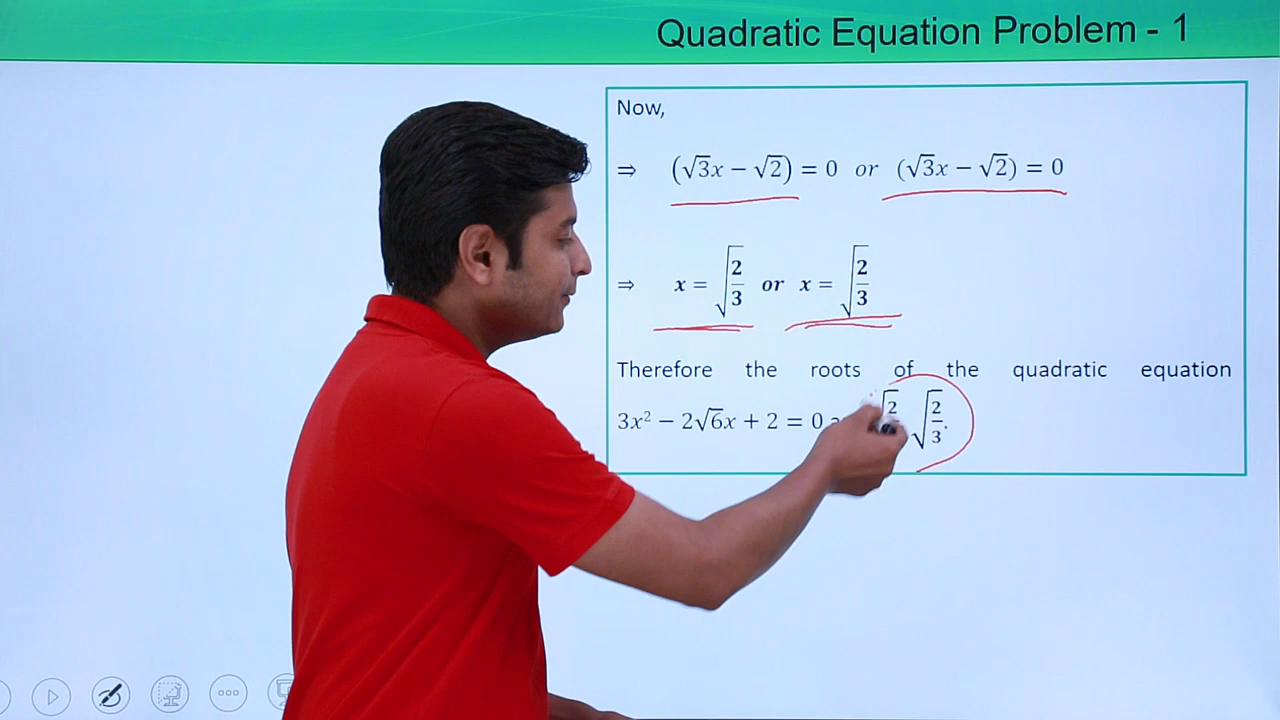 Quadratic Equation Problem - 1
Now,
⇒ (√3x − √2) = 0 or (√3x − √2) = 0
⇒ x = √(2/3) or x = √(2/3)
Therefore the roots of the quadratic equation
3x² − 2√6x + 2 = 0 √(2/3).